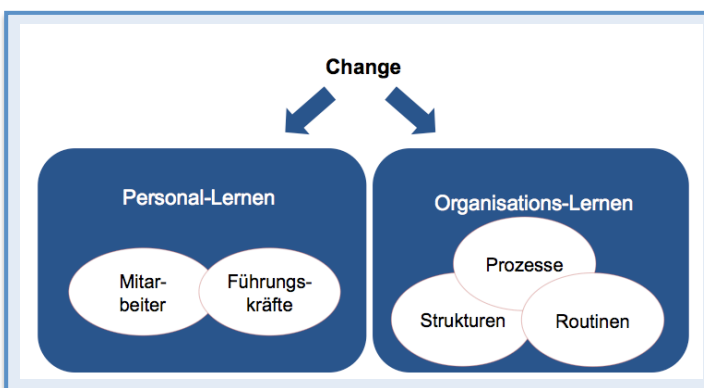 Change
Personal-Lernen
Mitar-
beiter
Führungs-
kräfte
Organisations-Lernen
Prozesse
Strukturen
Routinen